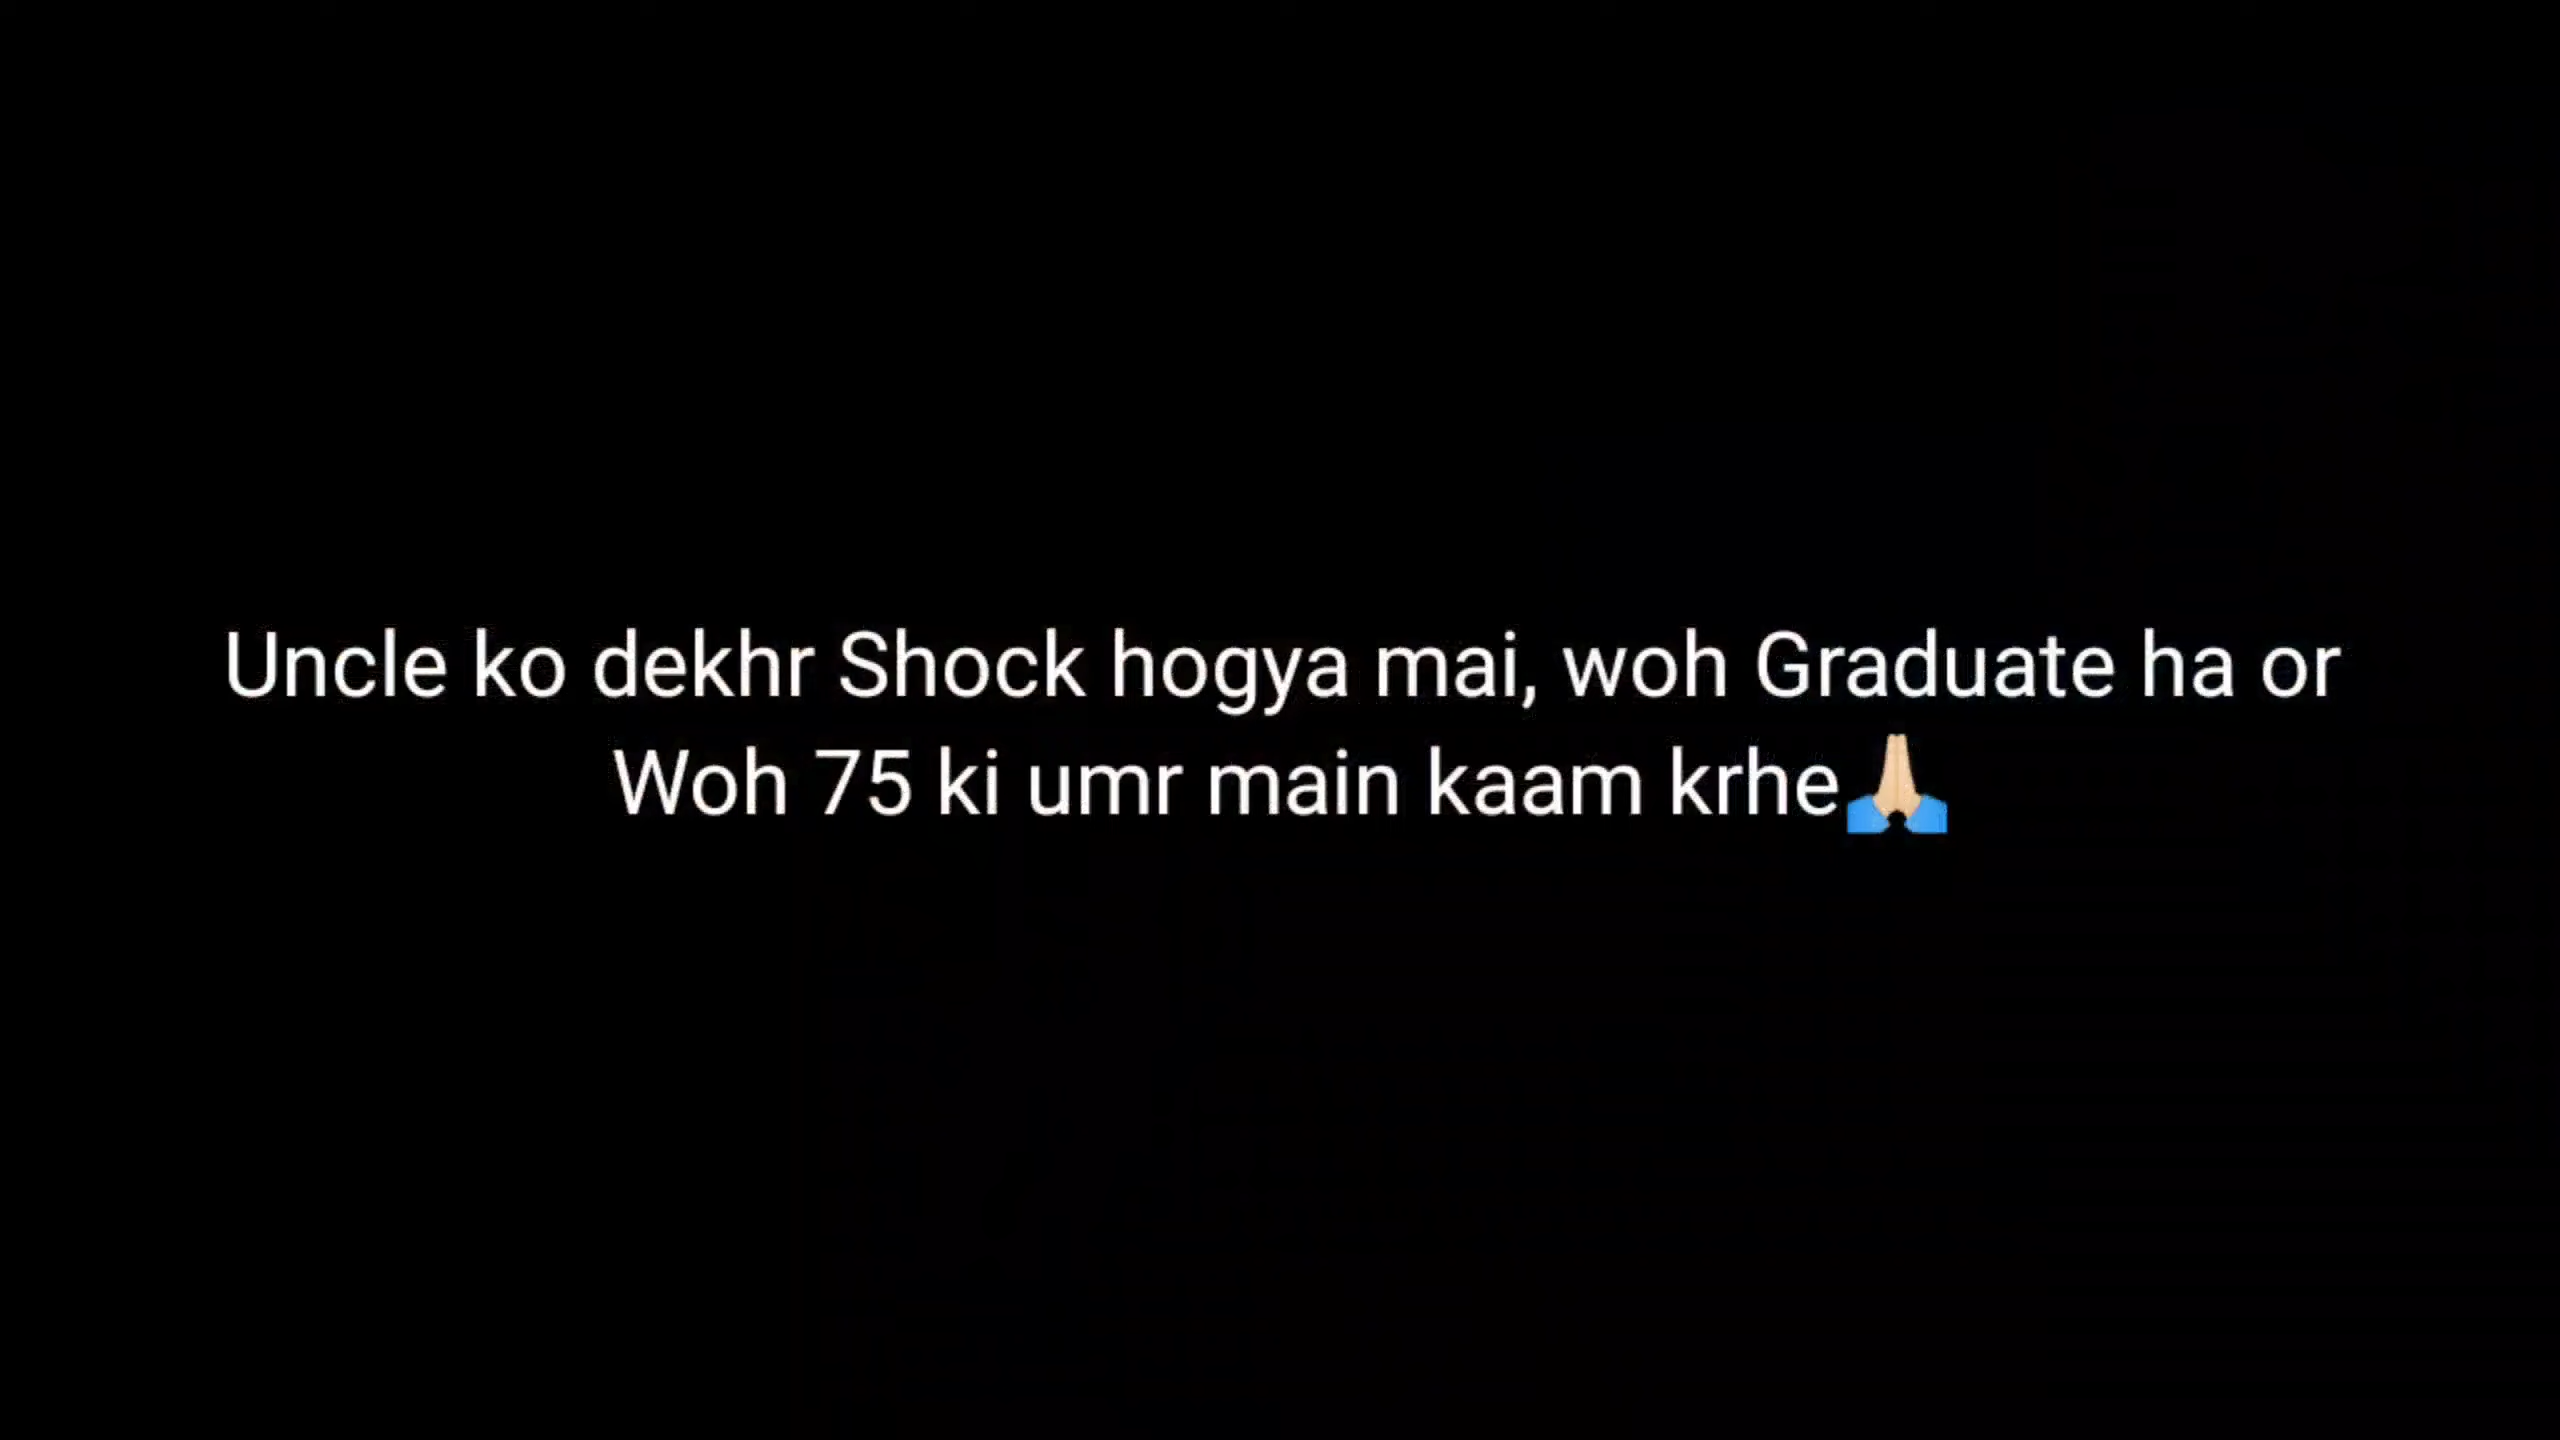 Uncle ko dekhr Shock hogya mai, woh Graduate ha or
Woh 75 ki umr main kaam krhe🙏🏻